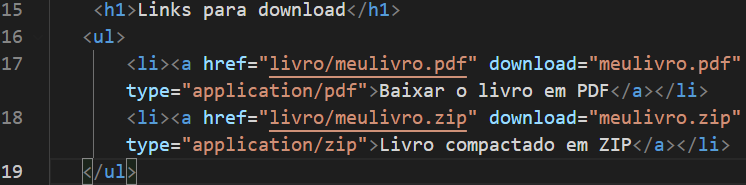 15 <h1>Links para download</h1>
16 <ul>
17 <li><a href="livro/meulivro.pdf" download="meulivro.pdf"
type="application/pdf">Baixar o livro em PDF</a></li>
18 <li><a href="livro/meulivro.zip" download="meulivro.zip"
type="application/zip">Livro compactado em ZIP</a></li>
19 </ul>